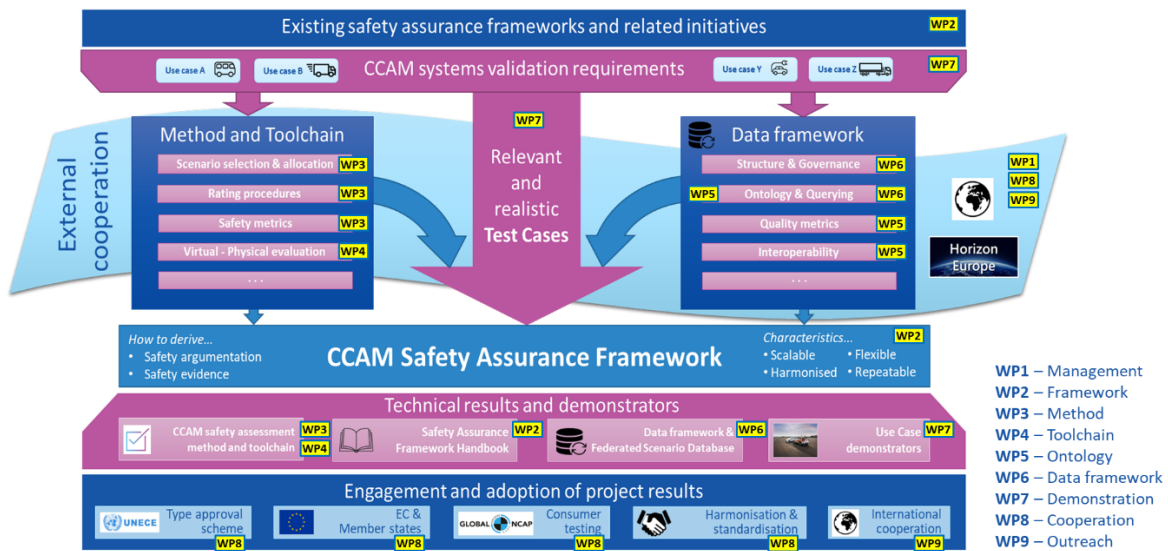 Existing safety assurance frameworks and related initiatives
WP2
Use case A
Use case B
CCAM systems validation requirements
Use case Y
Use case Z
WP7
External
cooperation
Method and Toolchain
Scenario selection & allocation
WP3
Rating procedures
WP3
Safety metrics
WP3
Virtual - Physical evaluation
WP4
. . .
WP7
Relevant
and
realistic
Test Cases
Data framework
Structure & Governance
WP6
WP5
Ontology & Querying
WP6
Quality metrics
WP5
Interoperability
WP5
. . .
WP1
WP8
WP9
Horizon
Europe
How to derive...
• Safety argumentation
• Safety evidence
CCAM Safety Assurance Framework
Characteristics...
WP2
• Scalable • Flexible
• Harmonised • Repeatable
Technical results and demonstrators
CCAM safety assessment
method and toolchain
WP3
WP4
Safety Assurance
Framework Handbook
WP2
Data framework &
Federated Scenario Database
WP6
Use Case
demonstrators
WP7
Engagement and adoption of project results
UNECE
Type approval
scheme
WP8
EC &
Member states
WP8
GLOBAL NCAP
Consumer
testing
WP8
Harmonisation &
standardisation
WP8
International
cooperation
WP9
WP1 – Management
WP2 – Framework
WP3 – Method
WP4 – Toolchain
WP5 – Ontology
WP6 – Data framework
WP7 – Demonstration
WP8 – Cooperation
WP9 – Outreach